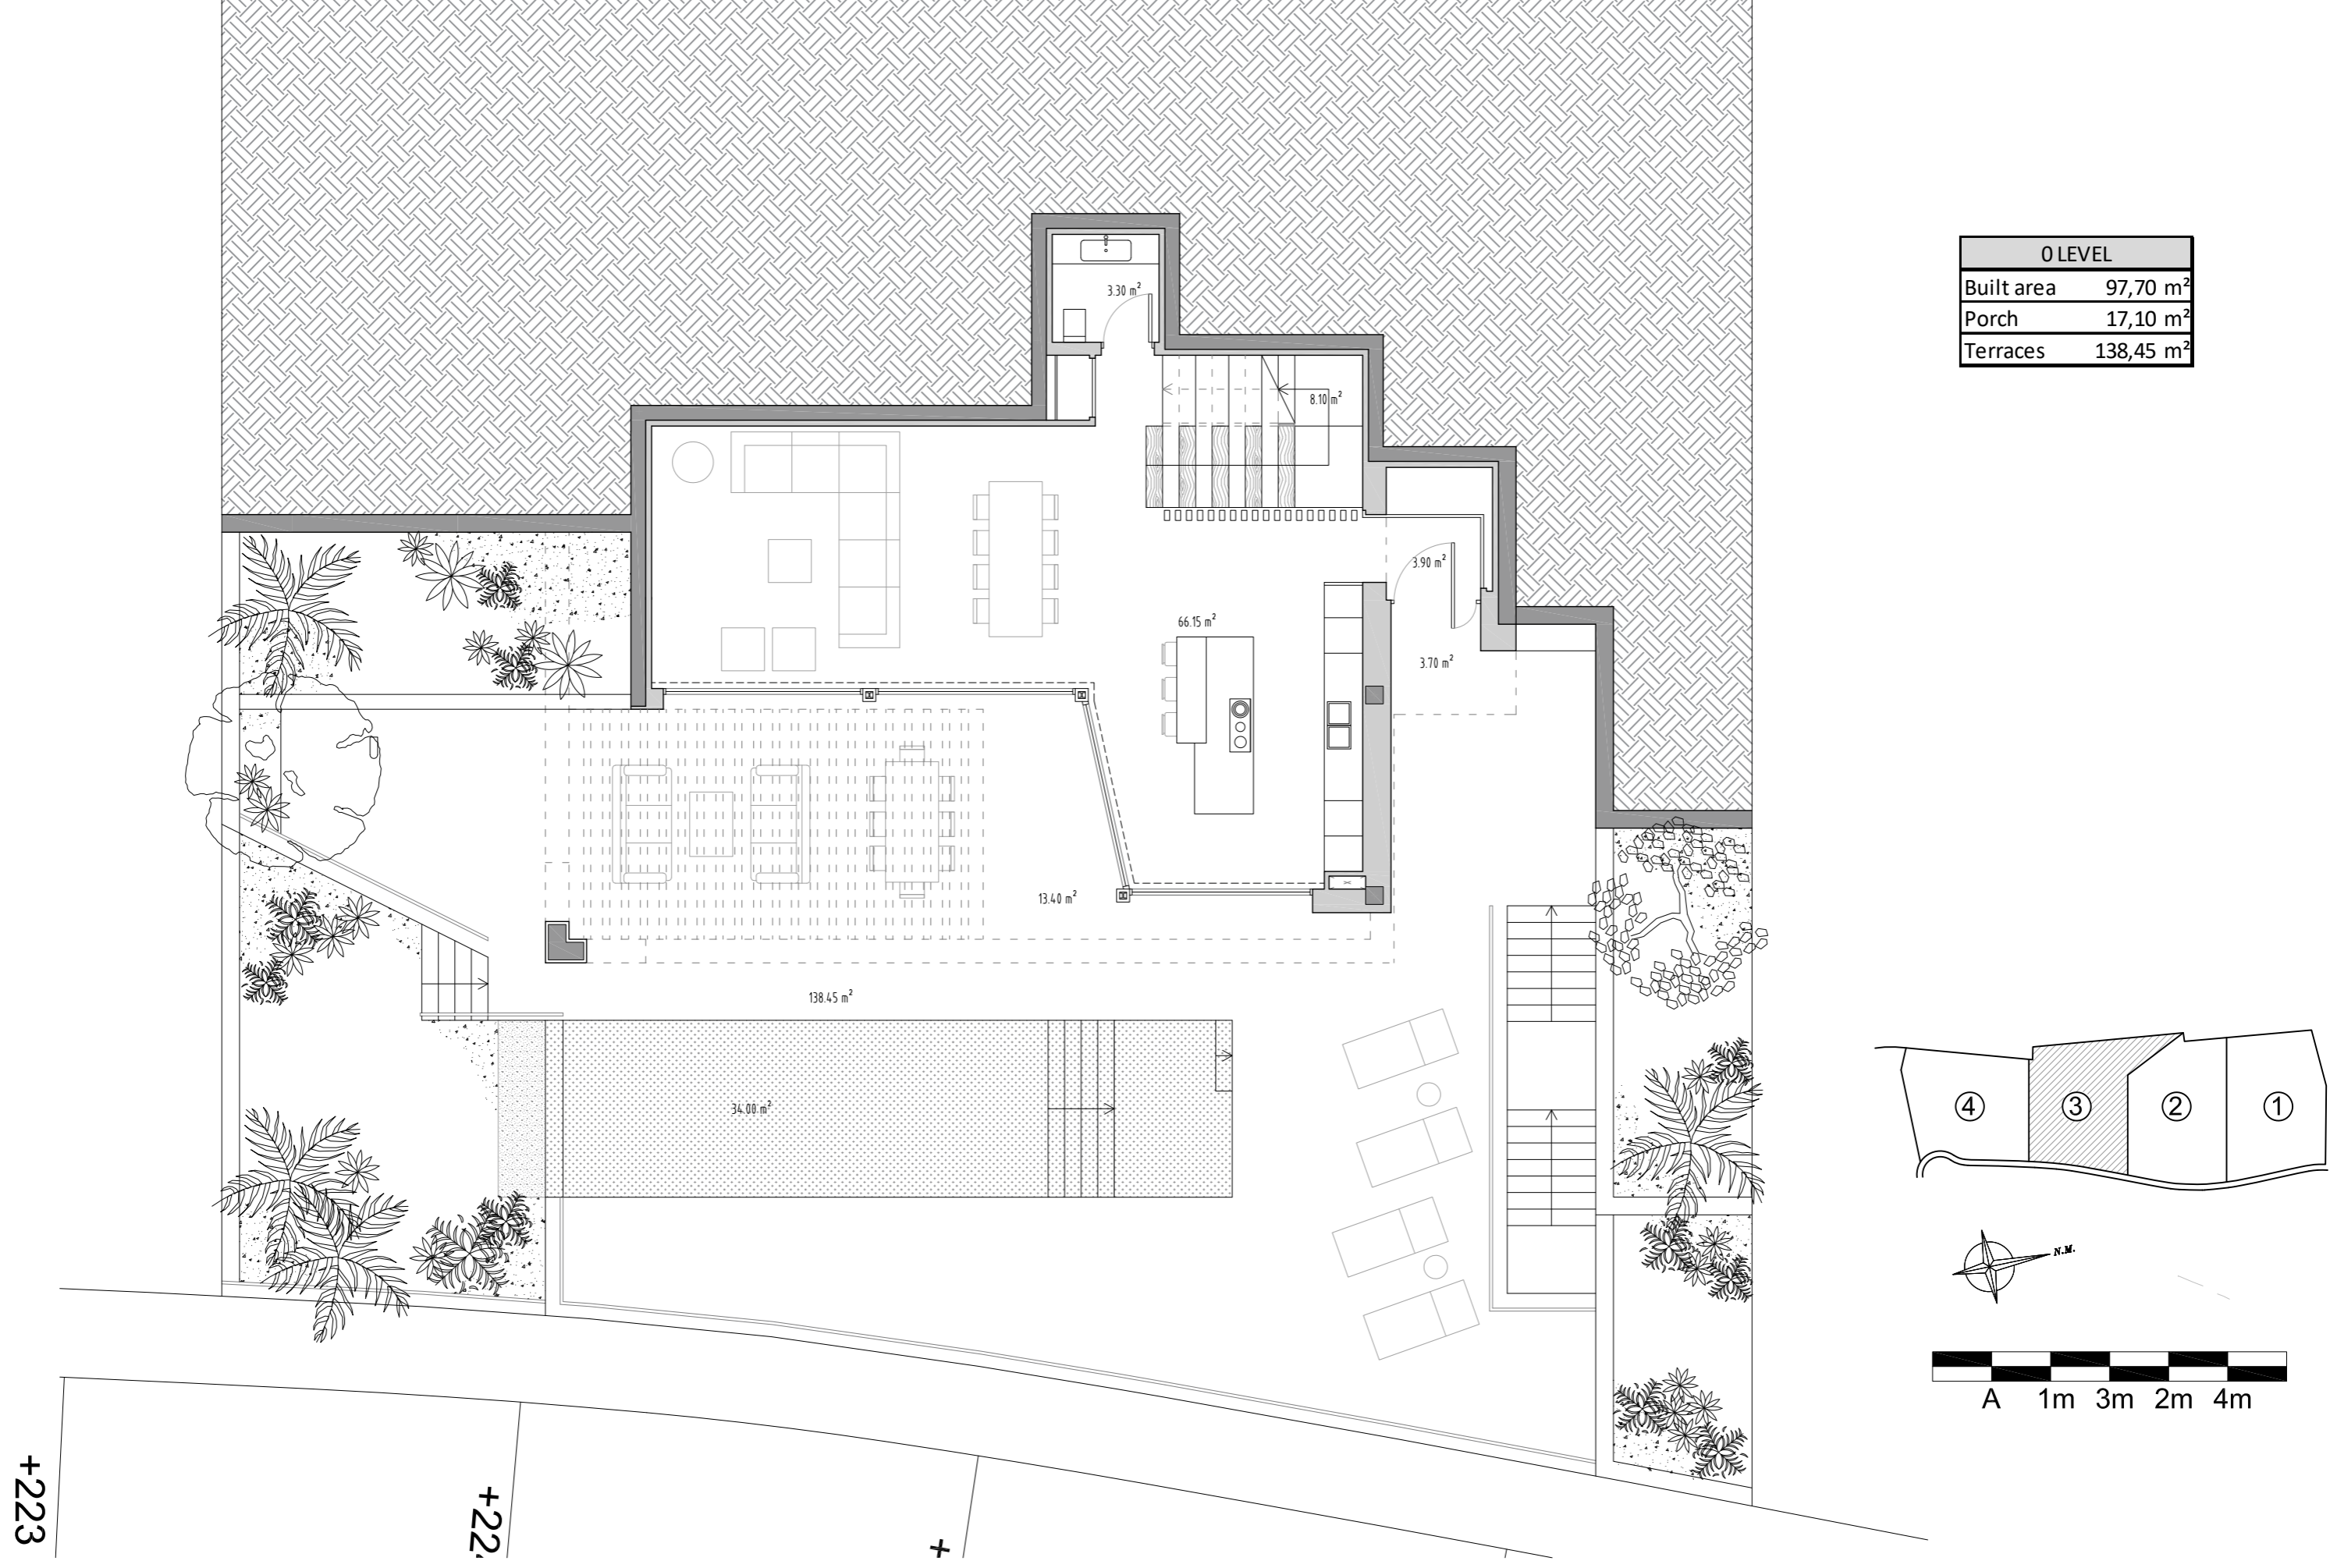 3.30 m²
0 LEVEL
Built area 97,70 m²
Porch 17,10 m²
Terraces 138,45 m²
8.10 m²
3.90 m²
66.15 m²
3.70 m²
13.40 m²
138.45 m²
34.00 m²
4 3 2 1
N.M.
A 1m 3m 2m 4m
+223